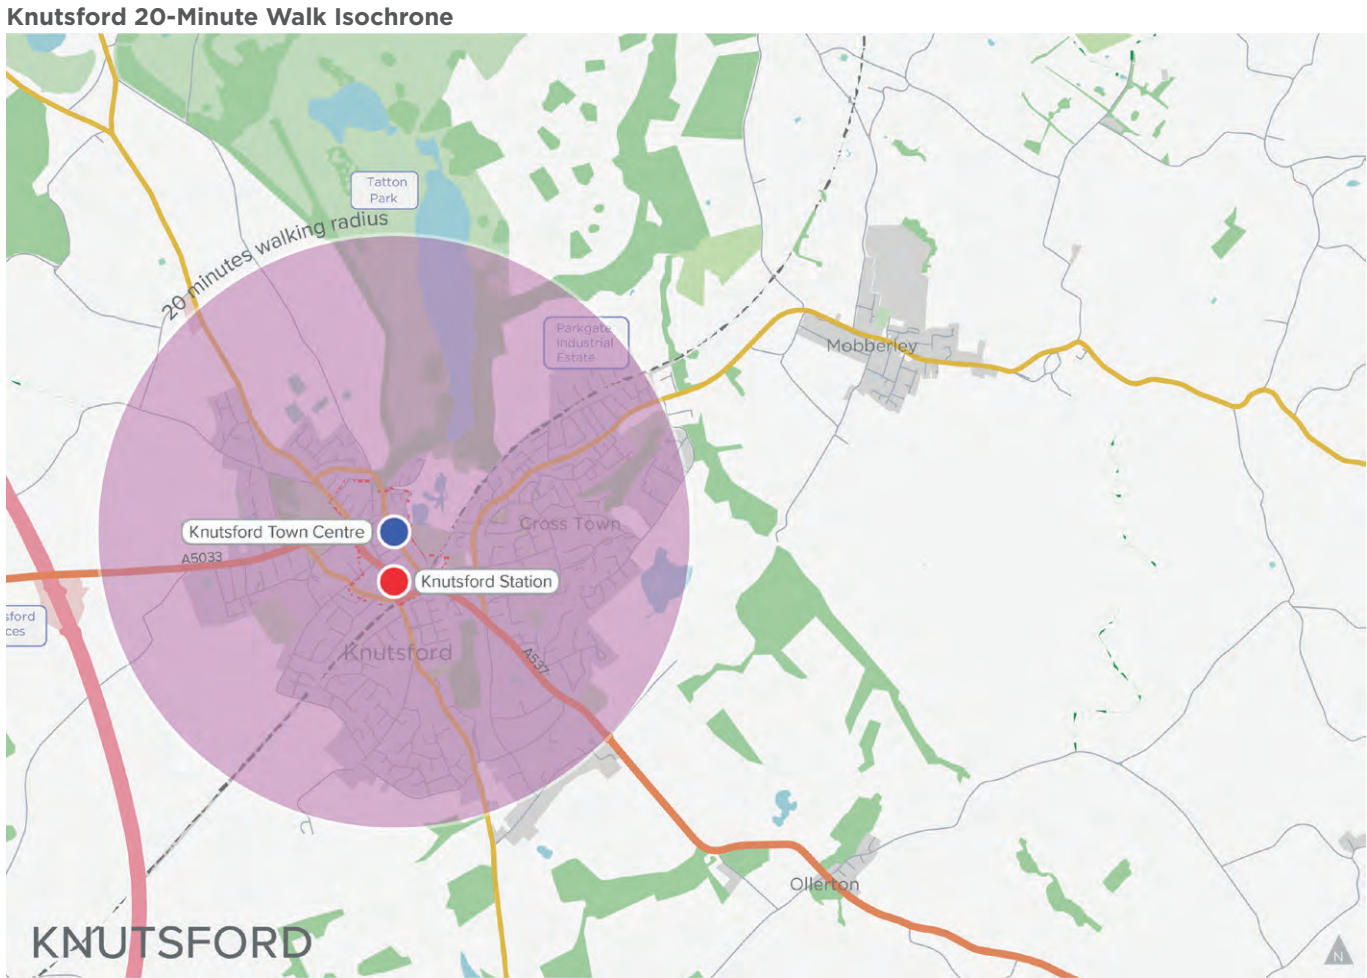 Knutsford 20-Minute Walk Isochrone
Tatton
Park
20 minutes walking radius
Parkgate
Industrial
Estate
Mobberley
Knutsford Town Centre
Cross Town
A5033
Knutsford Station
sford
ces
Knutsford
A537
Ollerton
KNUTSFORD
N